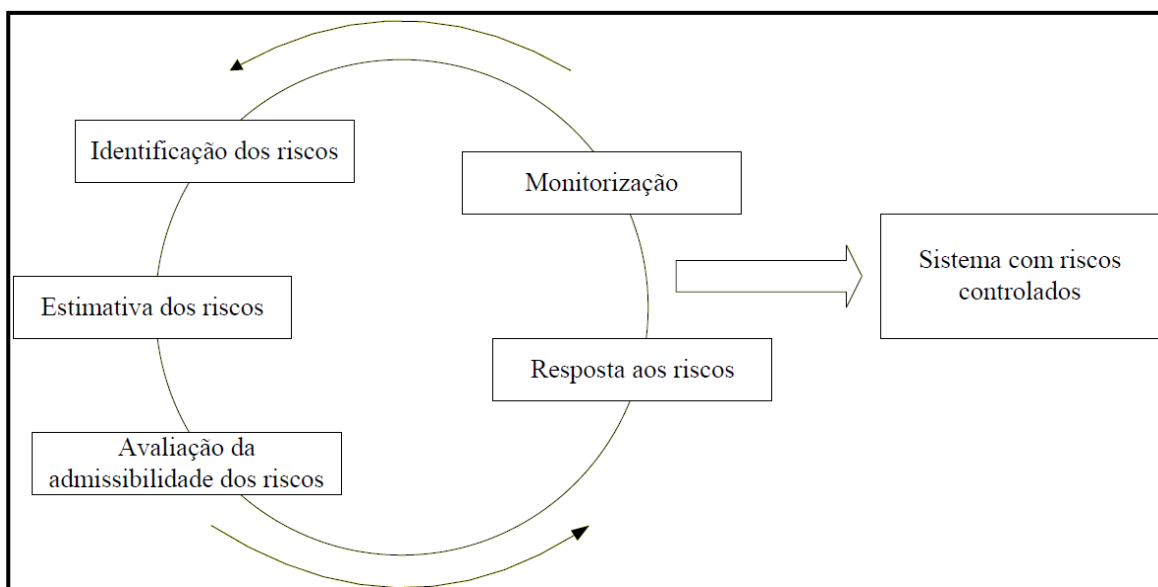 Identificação dos riscos
Monitorização
Estimativa dos riscos
Sistema com riscos
controlados
Resposta aos riscos
Avaliação da
admissibilidade dos riscos